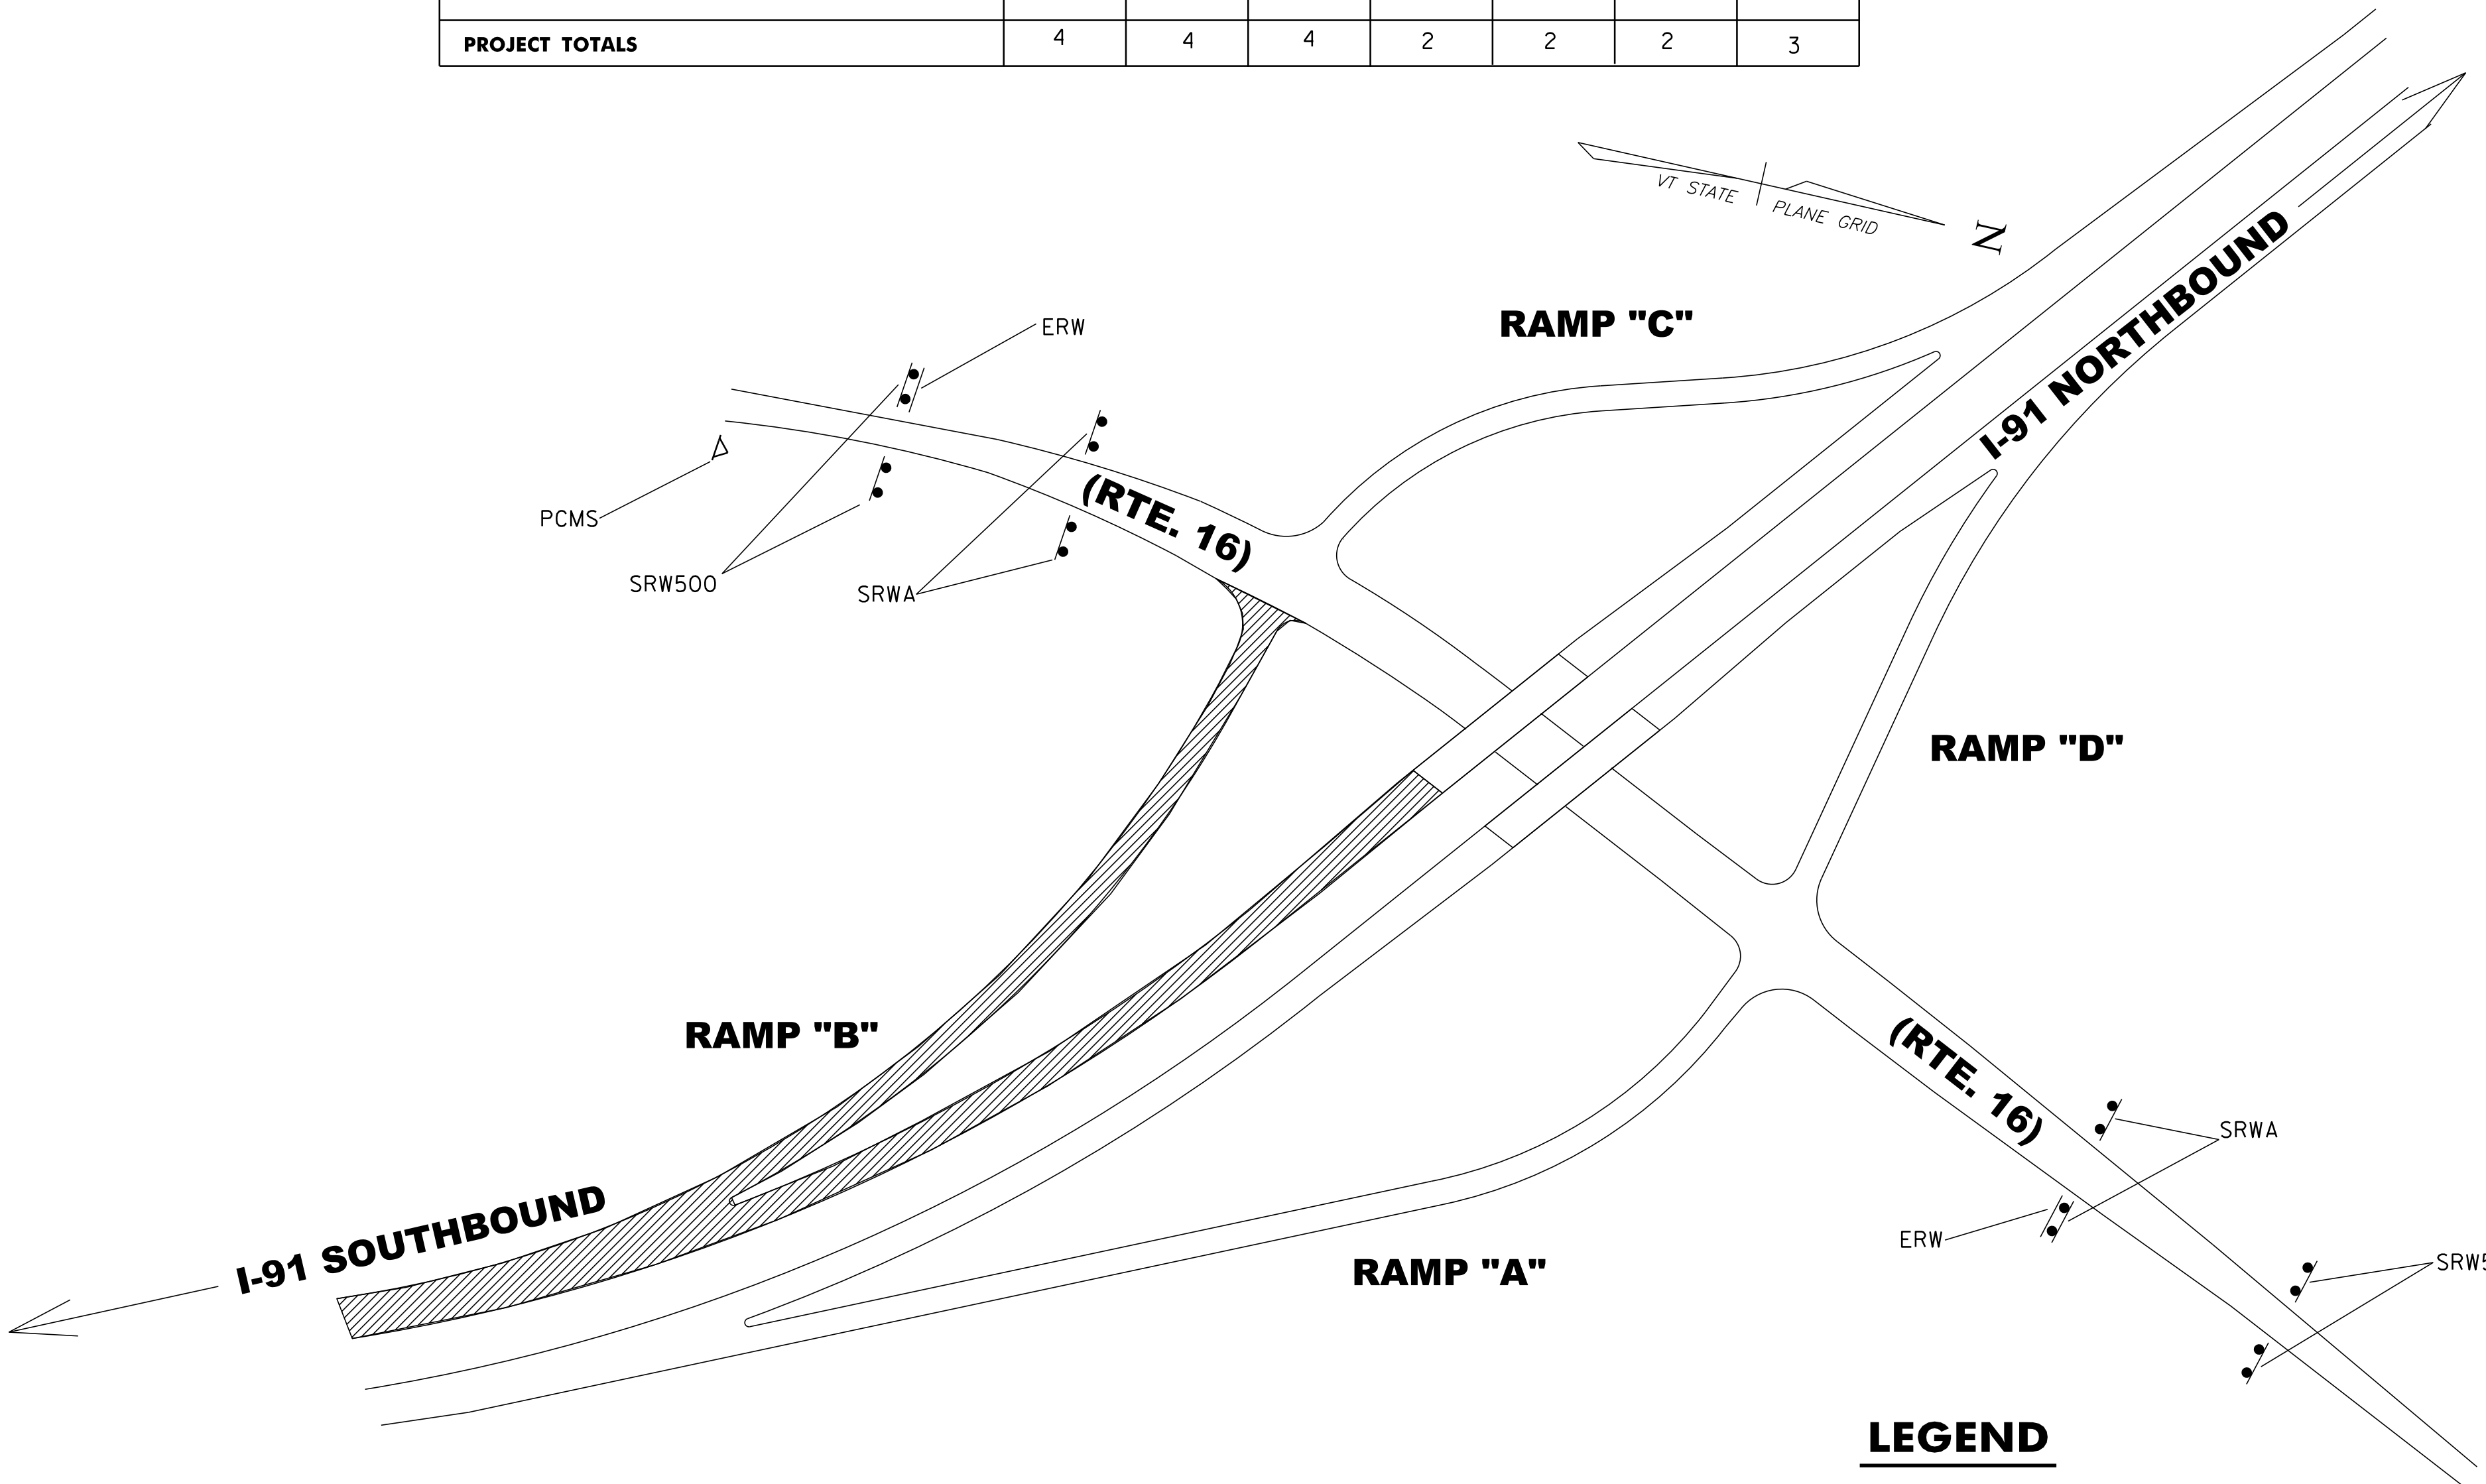 PROJECT TOTALS 4 4 4 2 2 2 3
VT STATE PLANE GRID
N
I-91 NORTHBOUND
RAMP "C"
ERW
(RTE. 16)
PCMS
SRW500
SRWA
RAMP "D"
RAMP "B"
(RTE. 16)
SRWA
I-91 SOUTHBOUND
ERW
RAMP "A"
LEGEND